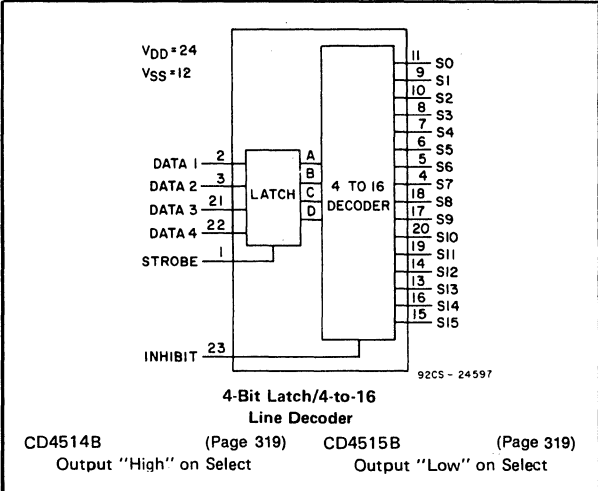 VDD=24
VSS=12
DATA 1 2
DATA 2 3
DATA 3 21
DATA 4 22
STROBE 1
INHIBIT 23
LATCH
A
B
C
D
4 TO 16
DECODER
11 S0
9 S1
10 S2
8 S3
7 S4
6 S5
5 S6
4 S7
18 S8
17 S9
20 S10
19 S11
14 S12
13 S13
16 S14
15 S15
92CS - 24597
4-Bit Latch/4-to-16
Line Decoder
CD4514B (Page 319) CD4515B (Page 319)
Output "High" on Select Output "Low" on Select